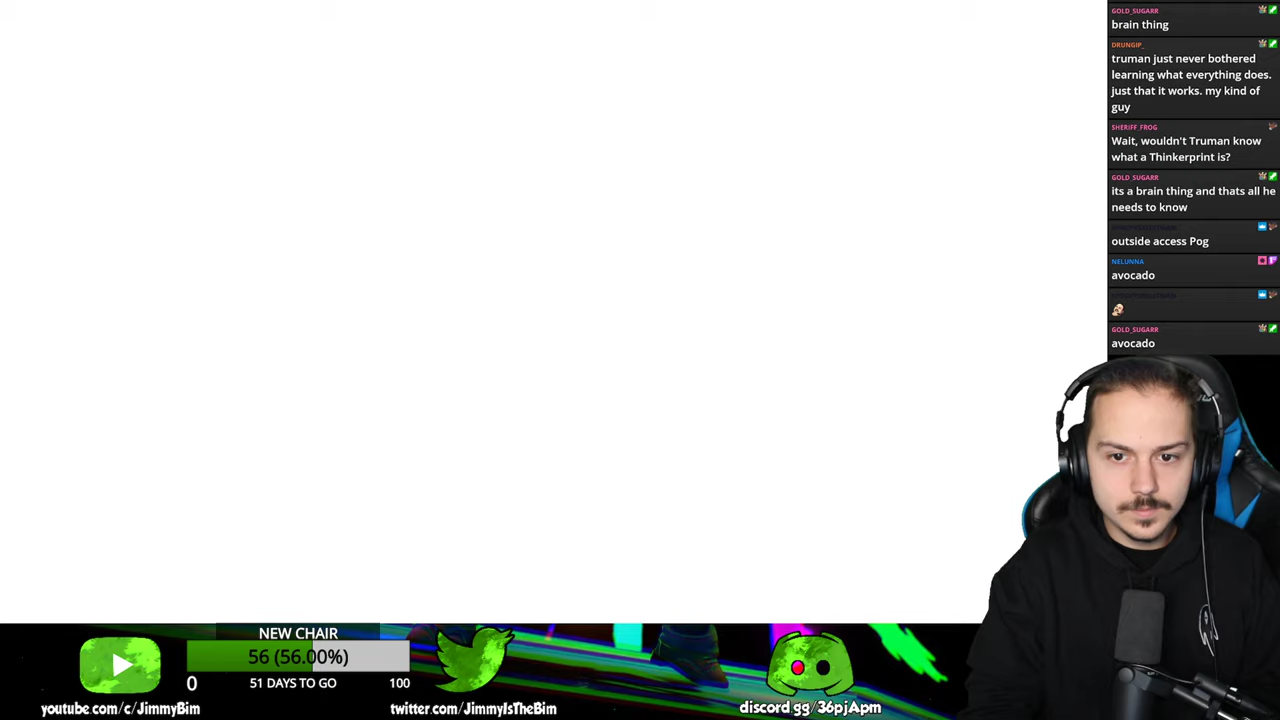 GOLD_SUGARR
brain thing
DRUNGIP_
truman just never bothered
learning what everything does.
just that it works. my kind of
guy
SHERIFF_FROG
Wait, wouldn't Truman know
what a Thinkerprint is?
GOLD_SUGARR
its a brain thing and thats all he
needs to know
outside access Pog
NELUNNA
avocado
GOLD_SUGARR
avocado
NEW CHAIR
56 (56.00%)
0
51 DAYS TO GO
100
youtube.com/c/JimmyBim
twitter.com/JimmyIsTheBim
discord.gg/36pjApm